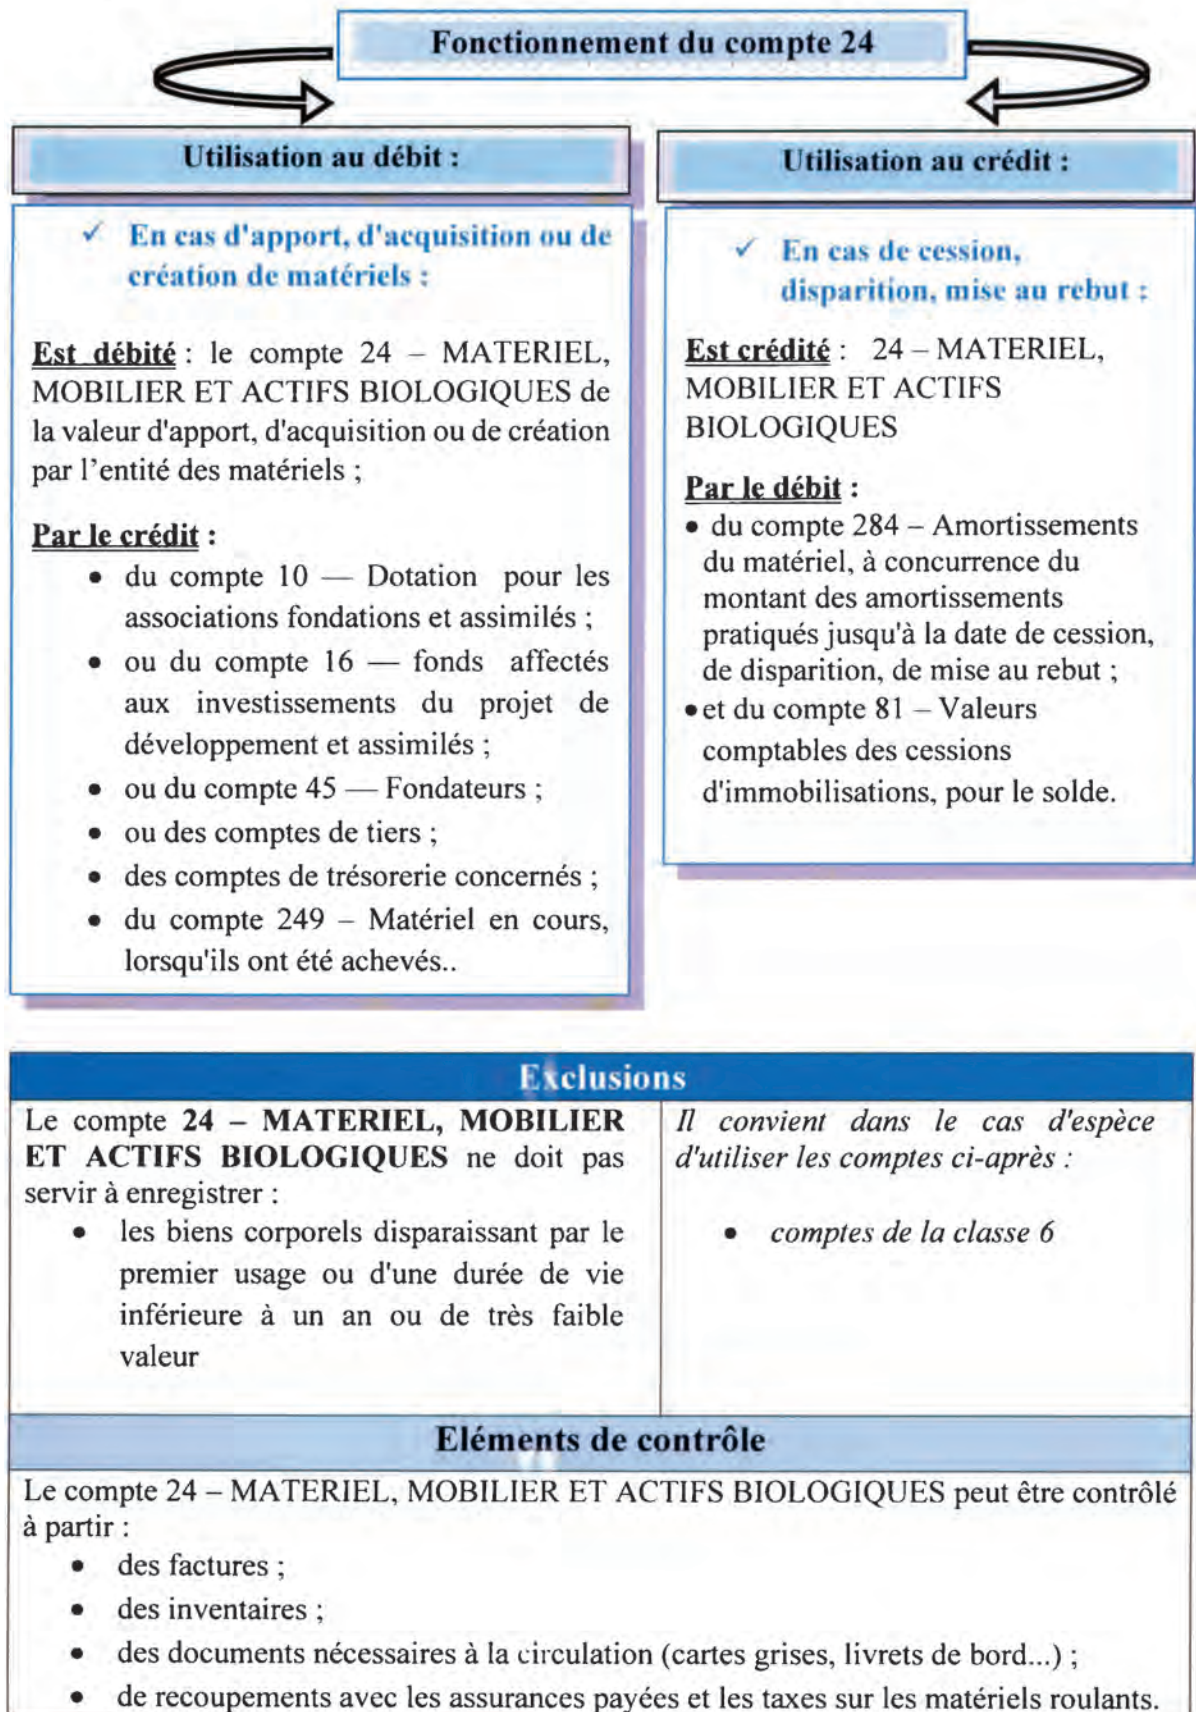 Fonctionnement du compte 24
Utilisation au débit :
✓ En cas d'apport, d'acquisition ou de
création de matériels :
Est débité : le compte 24 – MATERIEL,
MOBILIER ET ACTIFS BIOLOGIQUES de
la valeur d'apport, d'acquisition ou de création
par l'entité des matériels ;
Par le crédit :
• du compte 10 — Dotation pour les
associations fondations et assimilés ;
• ou du compte 16 — fonds affectés
aux investissements du projet de
développement et assimilés ;
• ou du compte 45 — Fondateurs ;
• ou des comptes de tiers ;
• des comptes de trésorerie concernés ;
• du compte 249 – Matériel en cours,
lorsqu'ils ont été achevés..
Utilisation au crédit :
✓ En cas de cession,
disparition, mise au rebut :
Est crédité : 24 – MATERIEL,
MOBILIER ET ACTIFS
BIOLOGIQUES
Par le débit :
• du compte 284 – Amortissements
du matériel, à concurrence du
montant des amortissements
pratiqués jusqu'à la date de cession,
de disparition, de mise au rebut ;
• et du compte 81 – Valeurs
comptables des cessions
d'immobilisations, pour le solde.
Exclusions
Le compte 24 – MATERIEL, MOBILIER
ET ACTIFS BIOLOGIQUES ne doit pas
servir à enregistrer :
• les biens corporels disparaissant par le
premier usage ou d'une durée de vie
inférieure à un an ou de très faible
valeur
Il convient dans le cas d'espèce
d'utiliser les comptes ci-après :
• comptes de la classe 6
Eléments de contrôle
Le compte 24 – MATERIEL, MOBILIER ET ACTIFS BIOLOGIQUES peut être contrôlé
à partir :
• des factures ;
• des inventaires ;
• des documents nécessaires à la circulation (cartes grises, livrets de bord...) ;
• de recoupements avec les assurances payées et les taxes sur les matériels roulants.